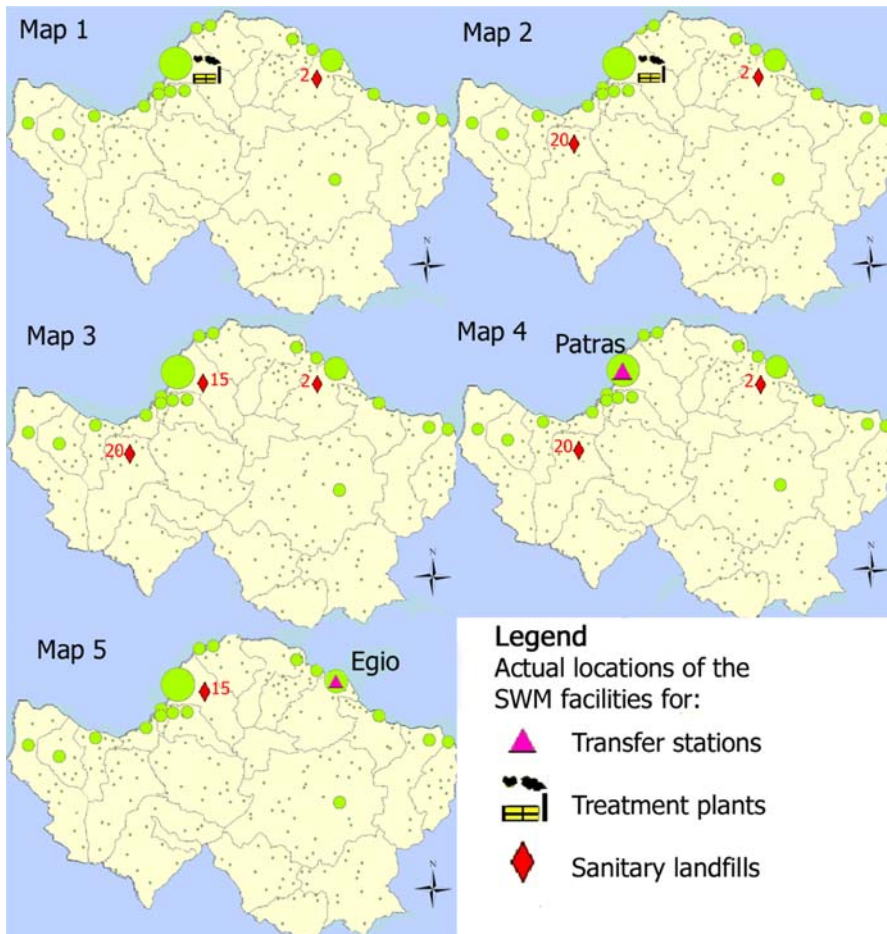 Map 1
2
N
Map 2
2
20
N
Map 3
15
2
20
N
Map 4
Patras
2
20
N
Map 5
Egio
15
N
Legend
Actual locations of the
SWM facilities for:
Transfer stations
Treatment plants
Sanitary landfills